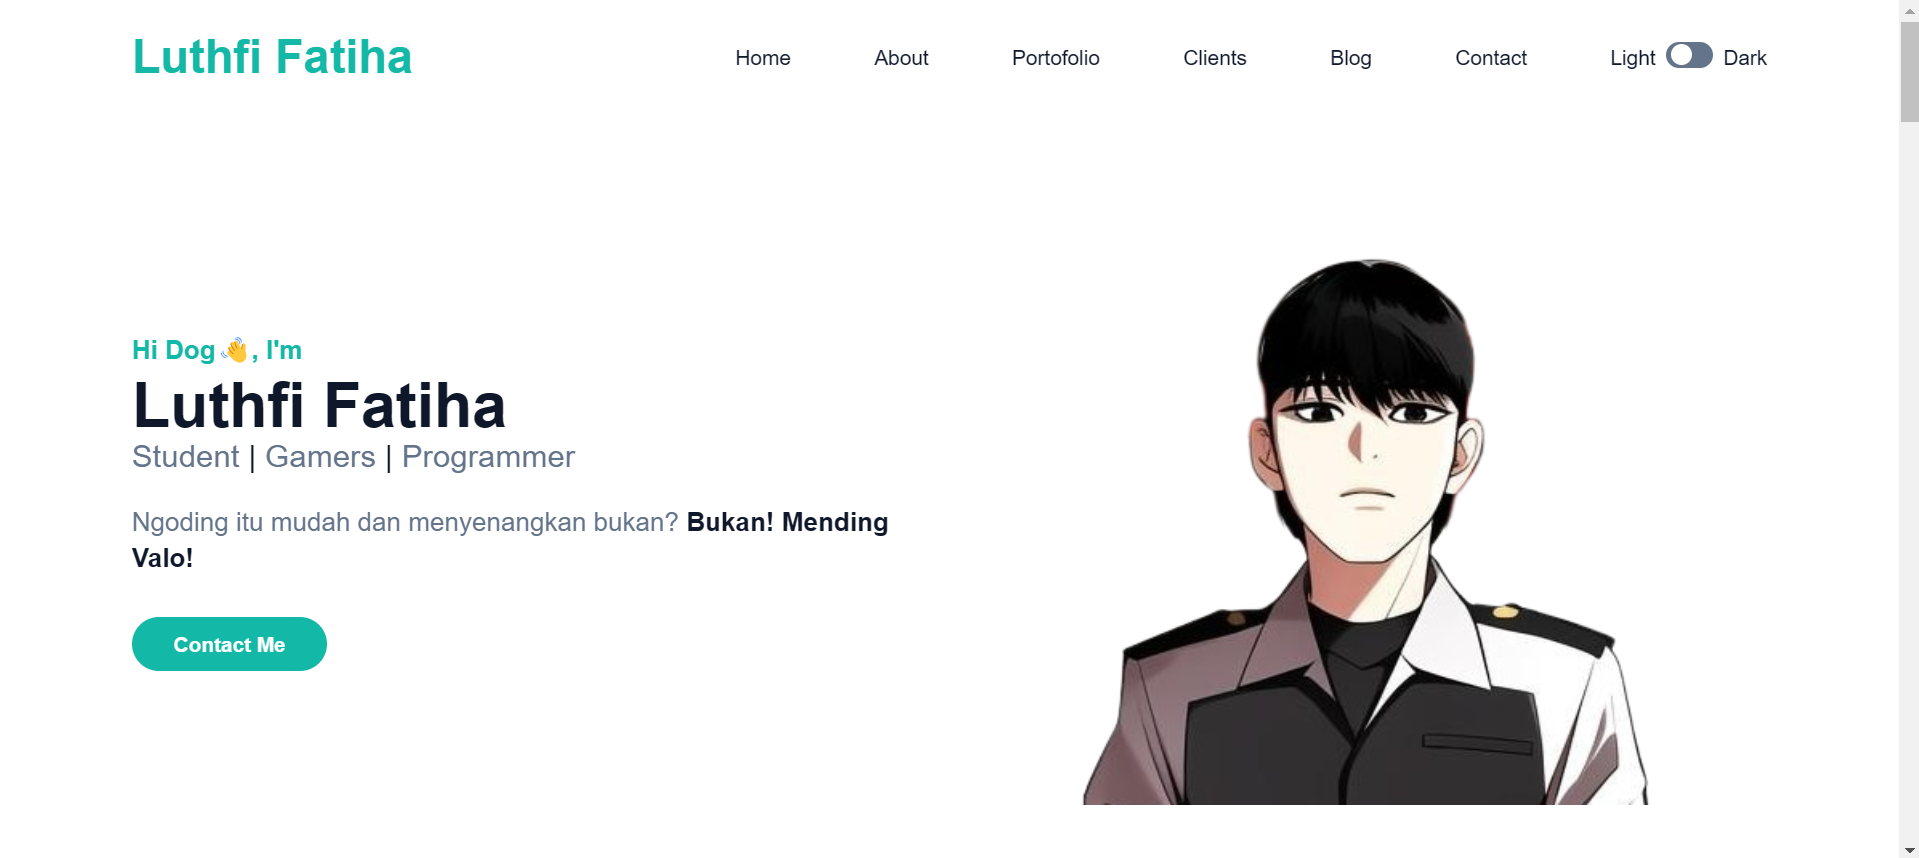 Luthfi Fatiha
Home About Portofolio Clients Blog Contact Light Dark
Hi Dog 👋, I'm
Luthfi Fatiha
Student | Gamers | Programmer
Ngoding itu mudah dan menyenangkan bukan? Bukan! Mending
Valo!
Contact Me